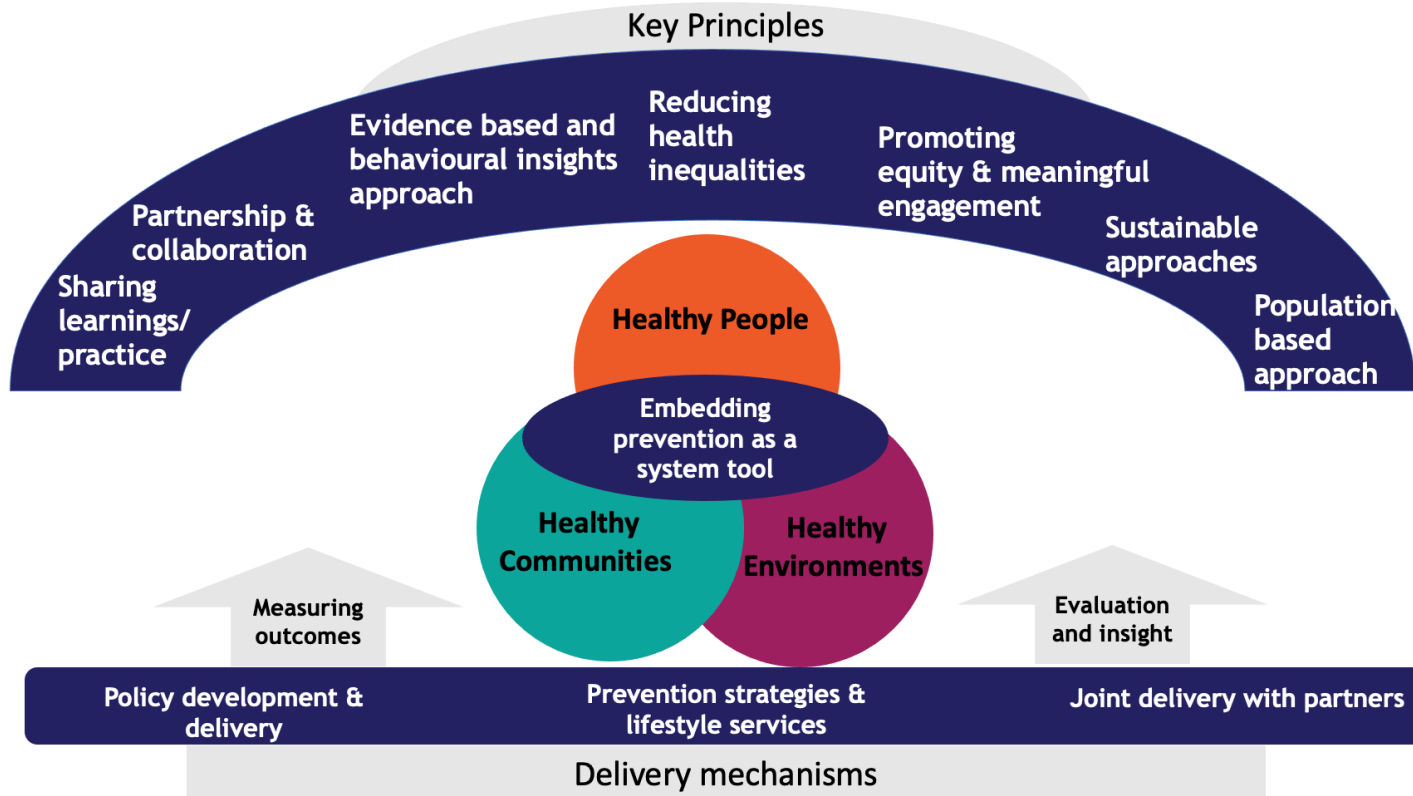 Key Principles
Sharing
learnings/
practice
Partnership &
collaboration
Evidence based and
behavioural insights
approach
Reducing
health
inequalities
Promoting
equity & meaningful
engagement
Sustainable
approaches
Population
based
approach
Healthy People
Embedding
prevention as a
system tool
Healthy
Communities
Healthy
Environments
Measuring
outcomes
Evaluation
and insight
Policy development &
delivery
Prevention strategies &
lifestyle services
Joint delivery with partners
Delivery mechanisms